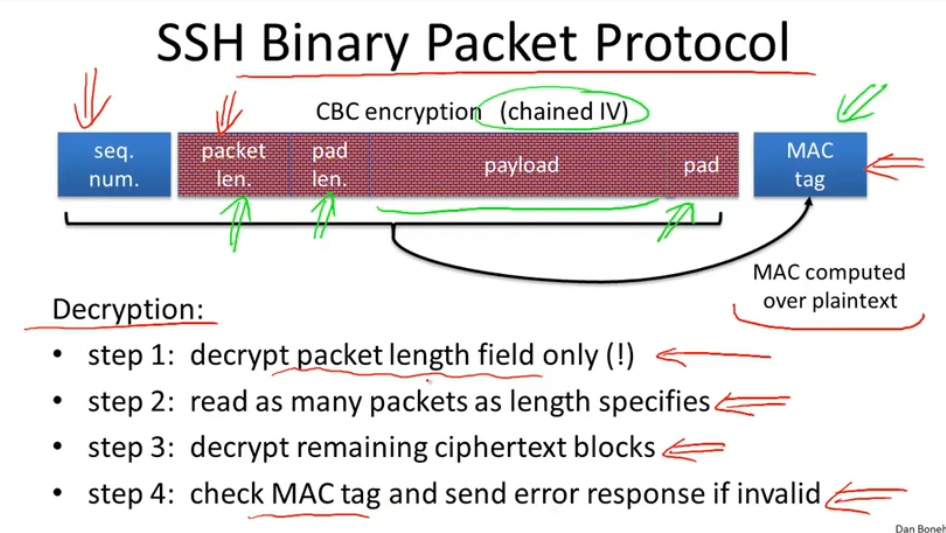 SSH Binary Packet Protocol
CBC encryption (chained IV)
seq. num.
packet len.
pad len.
payload
pad
MAC tag
MAC computed
over plaintext
Decryption:
• step 1: decrypt packet length field only (!)
• step 2: read as many packets as length specifies
• step 3: decrypt remaining ciphertext blocks
• step 4: check MAC tag and send error response if invalid
Dan Boneh